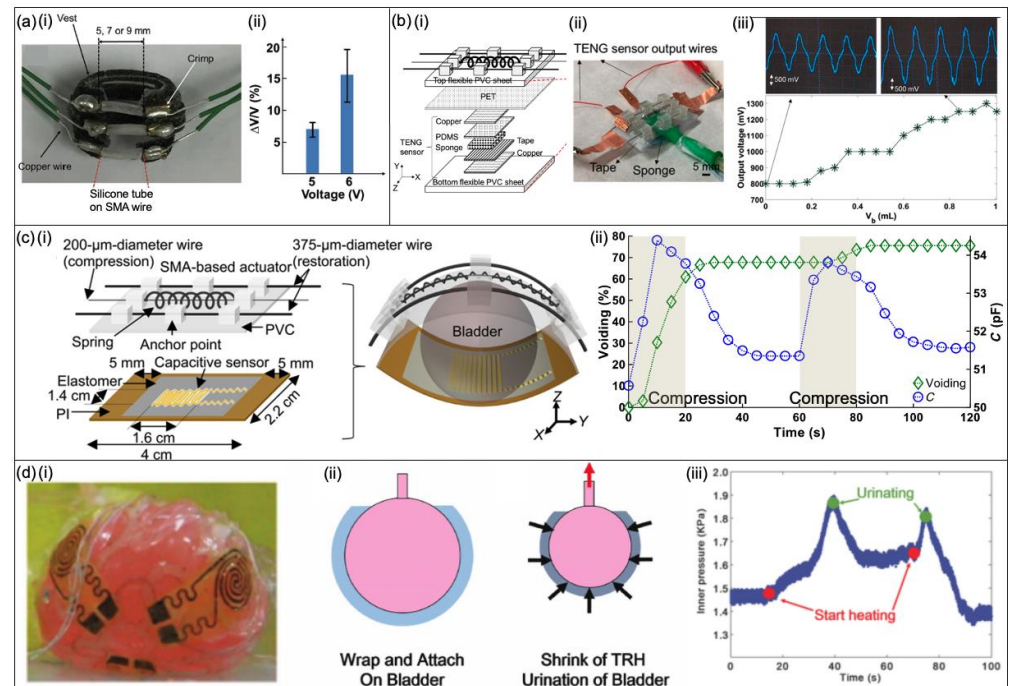 (a)(i)
Vest
5, 7 or 9 mm
Crimp
Copper wire
Silicone tube
on SMA wire
(ii)
ΔV/V (%)
20
15
10
5
5
6
Voltage (V)
(b)(i)
Top flexible PVC sheet
PET
Copper
PDMS
Sponge
TENG
sensor
Tape
Copper
Bottom flexible PVC sheet
Y
X
Z
(ii)
TENG sensor output wires
Tape
Sponge
5 mm
(iii)
500 mV
500 mV
Output voltage (mV)
1300
1200
1100
1000
900
800
700
0
0.2
0.4
0.6
0.8
1
Vb (mL)
(c)(i)
200-µm-diameter wire
(compression)
375-µm-diameter wire
(restoration)
SMA-based actuator
Spring
Anchor point
PVC
5 mm
Capacitive sensor
5 mm
Elastomer
1.4 cm
PI
2.2 cm
1.6 cm
4 cm
Bladder
Z
Y
X
(ii)
Voiding (%)
80
70
60
50
40
30
20
10
0
54
53
52
51
50
C (pF)
Voiding
C
Compression
Compression
0
20
40
60
80
100
120
Time (s)
(d)(i)
(ii)
Wrap and Attach
On Bladder
Shrink of TRH
Urination of Bladder
(iii)
Inner pressure (KPa)
2.0
1.9
1.8
1.7
1.6
1.5
1.4
1.3
Urinating
Start heating
0
20
40
60
80
100
Time (s)